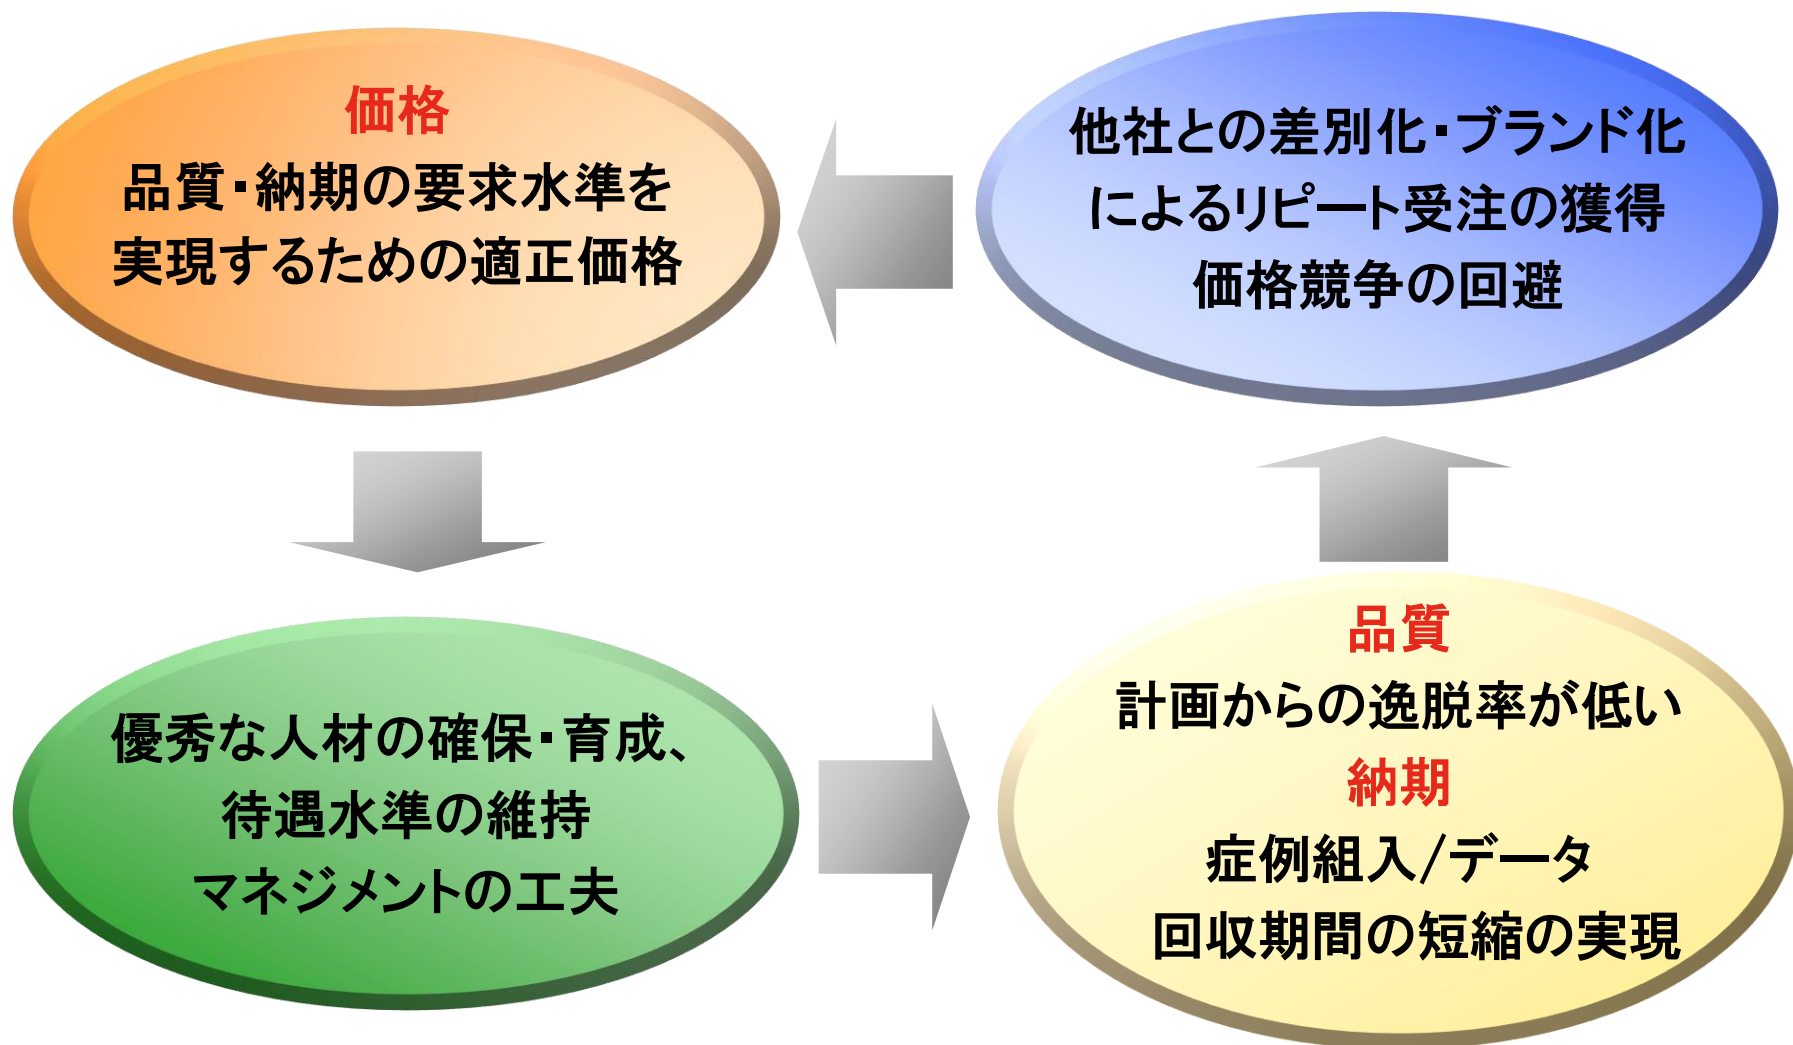 価格
品質・納期の要求水準を
実現するための適正価格
他社との差別化・ブランド化
によるリピート受注の獲得
価格競争の回避
優秀な人材の確保・育成、
待遇水準の維持
マネジメントの工夫
品質
計画からの逸脱率が低い
納期
症例組入/データ
回収期間の短縮の実現